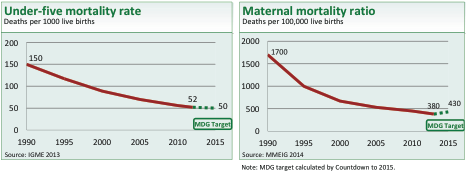 Under-five mortality rate
Deaths per 1000 live births
200
150
150
100
52
50
50
MDG Target
0
1990 1995 2000 2005 2010 2015
Source: IGME 2013
Maternal mortality ratio
Deaths per 100,000 live births
2000
1700
1500
1000
500
380
430
MDG Target
0
1990 1995 2000 2005 2010 2015
Source: MMEIG 2014
Note: MDG target calculated by Countdown to 2015.